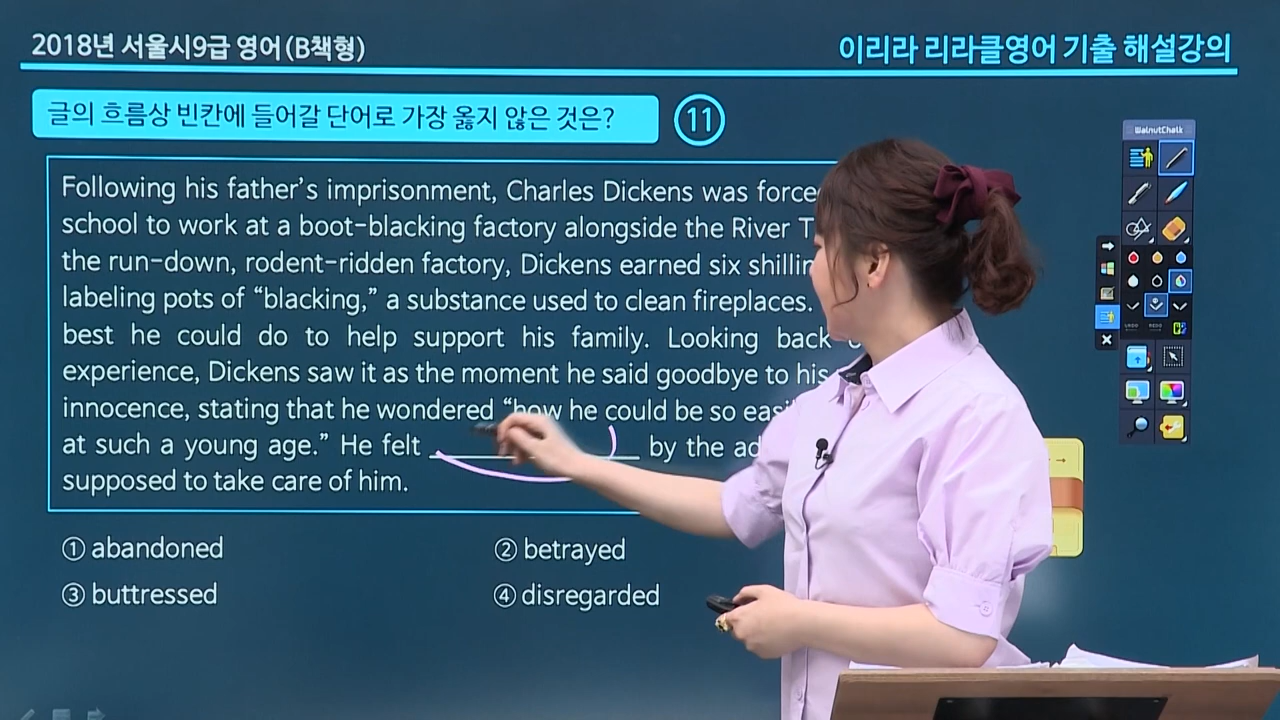 2018년 서울시9급 영어(B책형)
이리라 리라클영어 기출 해설강의
글의 흐름상 빈칸에 들어갈 단어로 가장 옳지 않은 것은?
11
Following his father's imprisonment, Charles Dickens was
school to work at a boot-blacking factory alongside the River
the run-down, rodent-ridden factory, Dickens earned six
labeling pots of "blacking," a substance used to clean fireplaces.
best he could do to help support his family. Looking back
experience, Dickens saw it as the moment he said goodbye to his
innocence, stating that he wondered "how he could be so
at such a young age." He felt by the
supposed to take care of him.
① abandoned
② betrayed
③ buttressed
④ disregarded
WalnutChalk
UNDO REDO